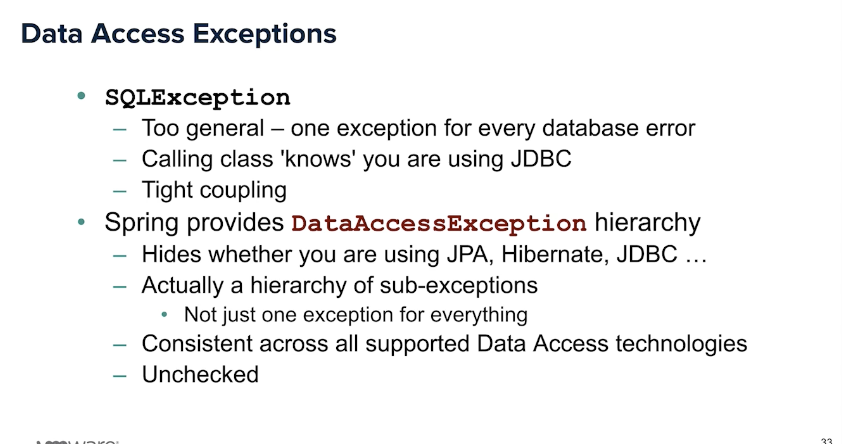 Data Access Exceptions
• SQLException
– Too general – one exception for every database error
– Calling class 'knows' you are using JDBC
– Tight coupling
• Spring provides DataAccessException hierarchy
– Hides whether you are using JPA, Hibernate, JDBC …
– Actually a hierarchy of sub-exceptions
• Not just one exception for everything
– Consistent across all supported Data Access technologies
– Unchecked
vmware
33